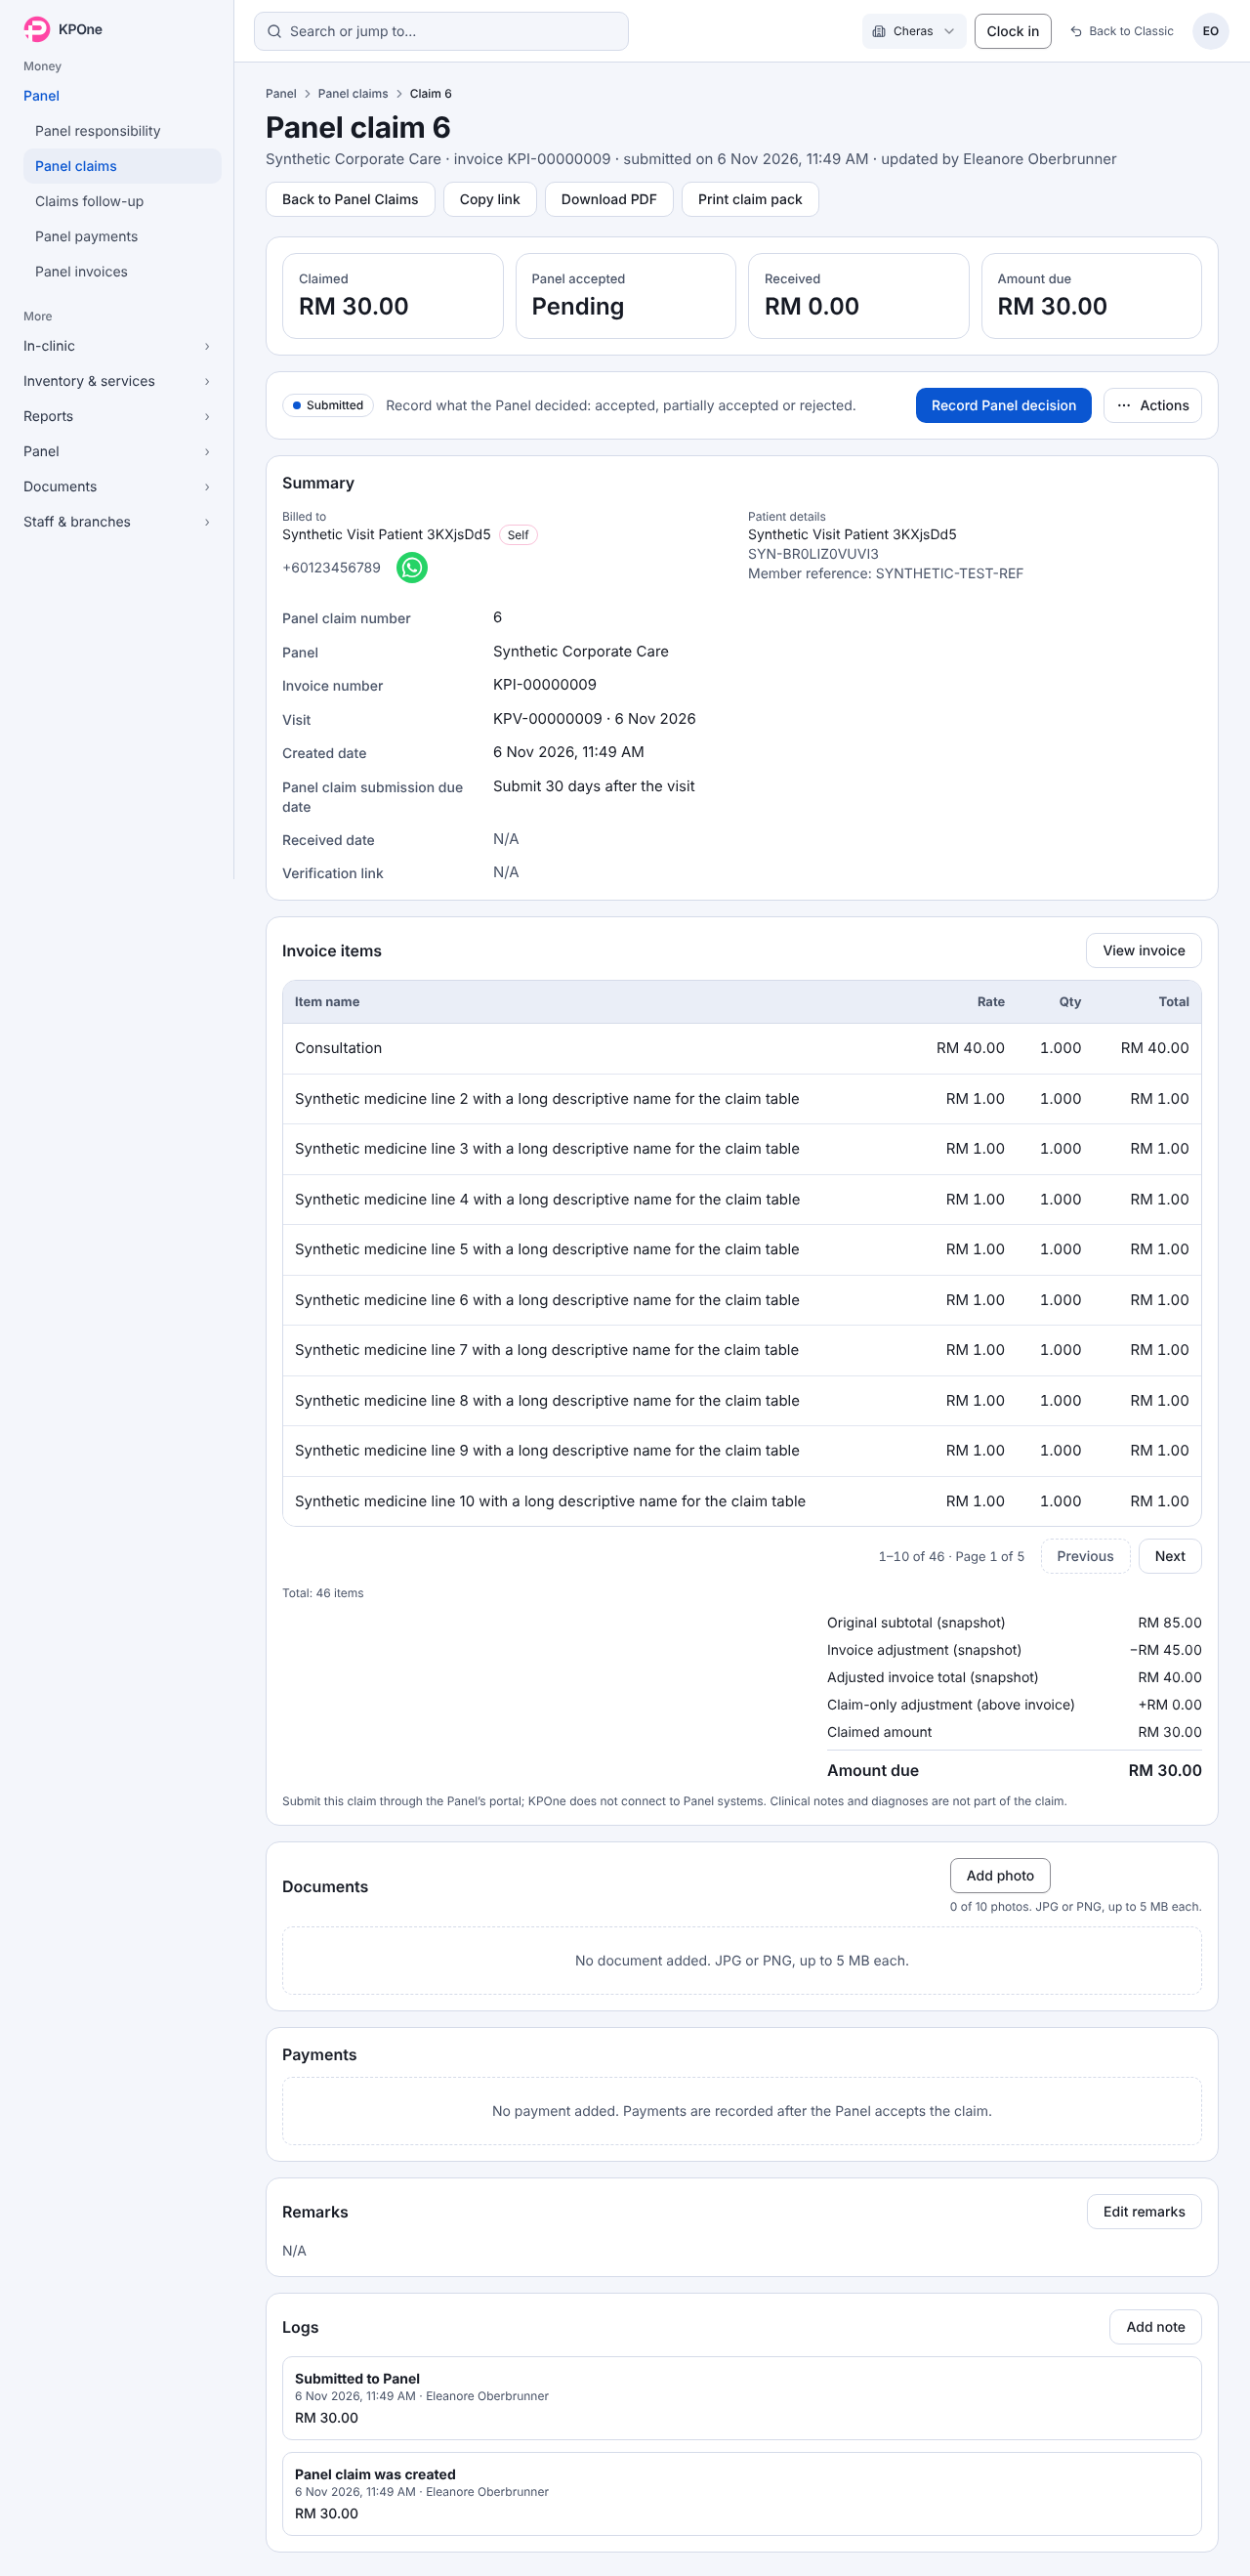 KPOne
Search or jump to...
Cheras
Clock in
Back to Classic
EO
Money
Panel
Panel responsibility
Panel claims
Claims follow-up
Panel payments
Panel invoices
More
In-clinic
Inventory & services
Reports
Panel
Documents
Staff & branches
Panel > Panel claims > Claim 6
Panel claim 6
Synthetic Corporate Care · invoice KPI-00000009 · submitted on 6 Nov 2026, 11:49 AM · updated by Eleanore Oberbrunner
Back to Panel Claims
Copy link
Download PDF
Print claim pack
Claimed
RM 30.00
Panel accepted
Pending
Received
RM 0.00
Amount due
RM 30.00
Submitted
Record what the Panel decided: accepted, partially accepted or rejected.
Record Panel decision
··· Actions
Summary
Billed to
Synthetic Visit Patient 3KXjsDd5 Self
+60123456789
Patient details
Synthetic Visit Patient 3KXjsDd5
SYN-BR0LIZ0VUVI3
Member reference: SYNTHETIC-TEST-REF
Panel claim number 6
Panel Synthetic Corporate Care
Invoice number KPI-00000009
Visit KPV-00000009 · 6 Nov 2026
Created date 6 Nov 2026, 11:49 AM
Panel claim submission due date Submit 30 days after the visit
Received date N/A
Verification link N/A
Invoice items
View invoice
Item name Rate Qty Total
Consultation RM 40.00 1.000 RM 40.00
Synthetic medicine line 2 with a long descriptive name for the claim table RM 1.00 1.000 RM 1.00
Synthetic medicine line 3 with a long descriptive name for the claim table RM 1.00 1.000 RM 1.00
Synthetic medicine line 4 with a long descriptive name for the claim table RM 1.00 1.000 RM 1.00
Synthetic medicine line 5 with a long descriptive name for the claim table RM 1.00 1.000 RM 1.00
Synthetic medicine line 6 with a long descriptive name for the claim table RM 1.00 1.000 RM 1.00
Synthetic medicine line 7 with a long descriptive name for the claim table RM 1.00 1.000 RM 1.00
Synthetic medicine line 8 with a long descriptive name for the claim table RM 1.00 1.000 RM 1.00
Synthetic medicine line 9 with a long descriptive name for the claim table RM 1.00 1.000 RM 1.00
Synthetic medicine line 10 with a long descriptive name for the claim table RM 1.00 1.000 RM 1.00
1–10 of 46 · Page 1 of 5
Previous
Next
Total: 46 items
Original subtotal (snapshot) RM 85.00
Invoice adjustment (snapshot) −RM 45.00
Adjusted invoice total (snapshot) RM 40.00
Claim-only adjustment (above invoice) +RM 0.00
Claimed amount RM 30.00
Amount due RM 30.00
Submit this claim through the Panel’s portal; KPOne does not connect to Panel systems. Clinical notes and diagnoses are not part of the claim.
Documents
Add photo
0 of 10 photos. JPG or PNG, up to 5 MB each.
No document added. JPG or PNG, up to 5 MB each.
Payments
No payment added. Payments are recorded after the Panel accepts the claim.
Remarks
Edit remarks
N/A
Logs
Add note
Submitted to Panel
6 Nov 2026, 11:49 AM · Eleanore Oberbrunner
RM 30.00
Panel claim was created
6 Nov 2026, 11:49 AM · Eleanore Oberbrunner
RM 30.00